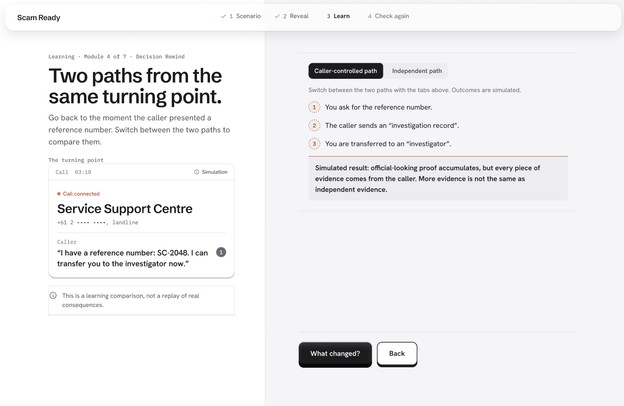 Scam Ready
1 Scenario
2 Reveal
3 Learn
4 Check again
Learning · Module 4 of 7 · Decision Rewind
Two paths from the
same turning point.
Go back to the moment the caller presented a
reference number. Switch between the two paths to
compare them.
The turning point
Call 03:10
Simulation
Call connected
Service Support Centre
+61 2 •••• ••••, landline
Caller
“I have a reference number: SC-2048. I can
transfer you to the investigator now.”
1
This is a learning comparison, not a replay of real
consequences.
Caller-controlled path
Independent path
Switch between the two paths with the tabs above. Outcomes are simulated.
1 You ask for the reference number.
2 The caller sends an “investigation record”.
3 You are transferred to an “investigator”.
Simulated result: official-looking proof accumulates, but every piece of
evidence comes from the caller. More evidence is not the same as
independent evidence.
What changed?
Back